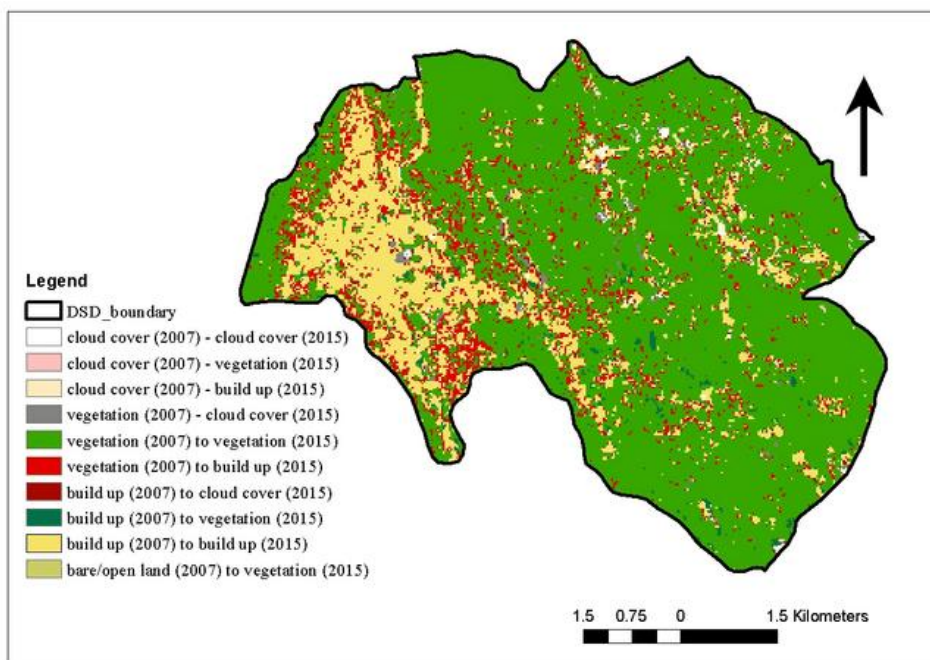 Legend
DSD_boundary
cloud cover (2007) - cloud cover (2015)
cloud cover (2007) - vegetation (2015)
cloud cover (2007) - build up (2015)
vegetation (2007) - cloud cover (2015)
vegetation (2007) to vegetation (2015)
vegetation (2007) to build up (2015)
build up (2007) to cloud cover (2015)
build up (2007) to vegetation (2015)
build up (2007) to build up (2015)
bare/open land (2007) to vegetation (2015)
1.5 0.75 0 1.5 Kilometers